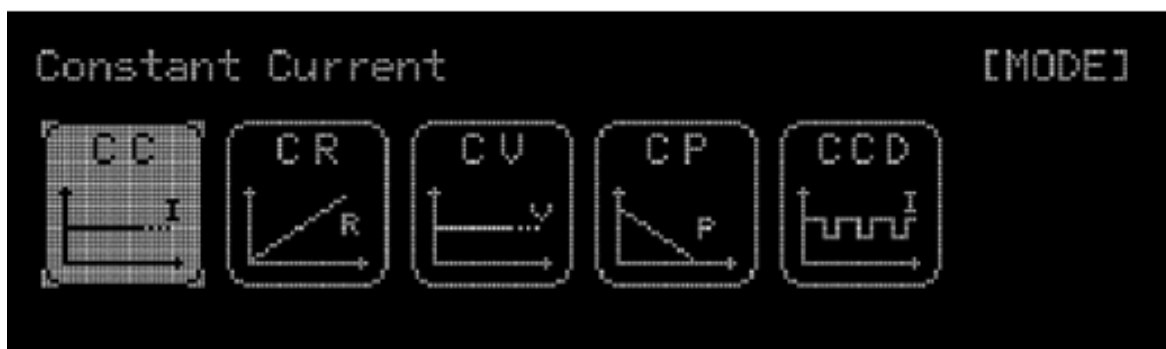 Constant Current [MODE]
CC CR CV CP CCD
I R V P I